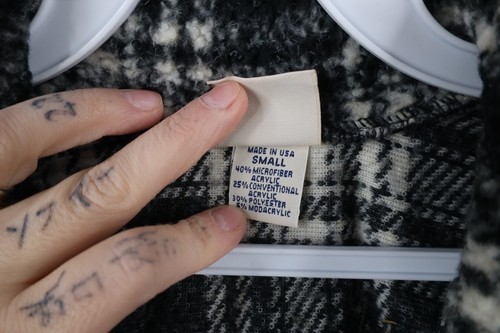 MADE IN USA
SMALL
40% MICROFIBER
ACRYLIC
25% CONVENTIONAL
ACRYLIC
30% POLYESTER
5% MODACRYLIC